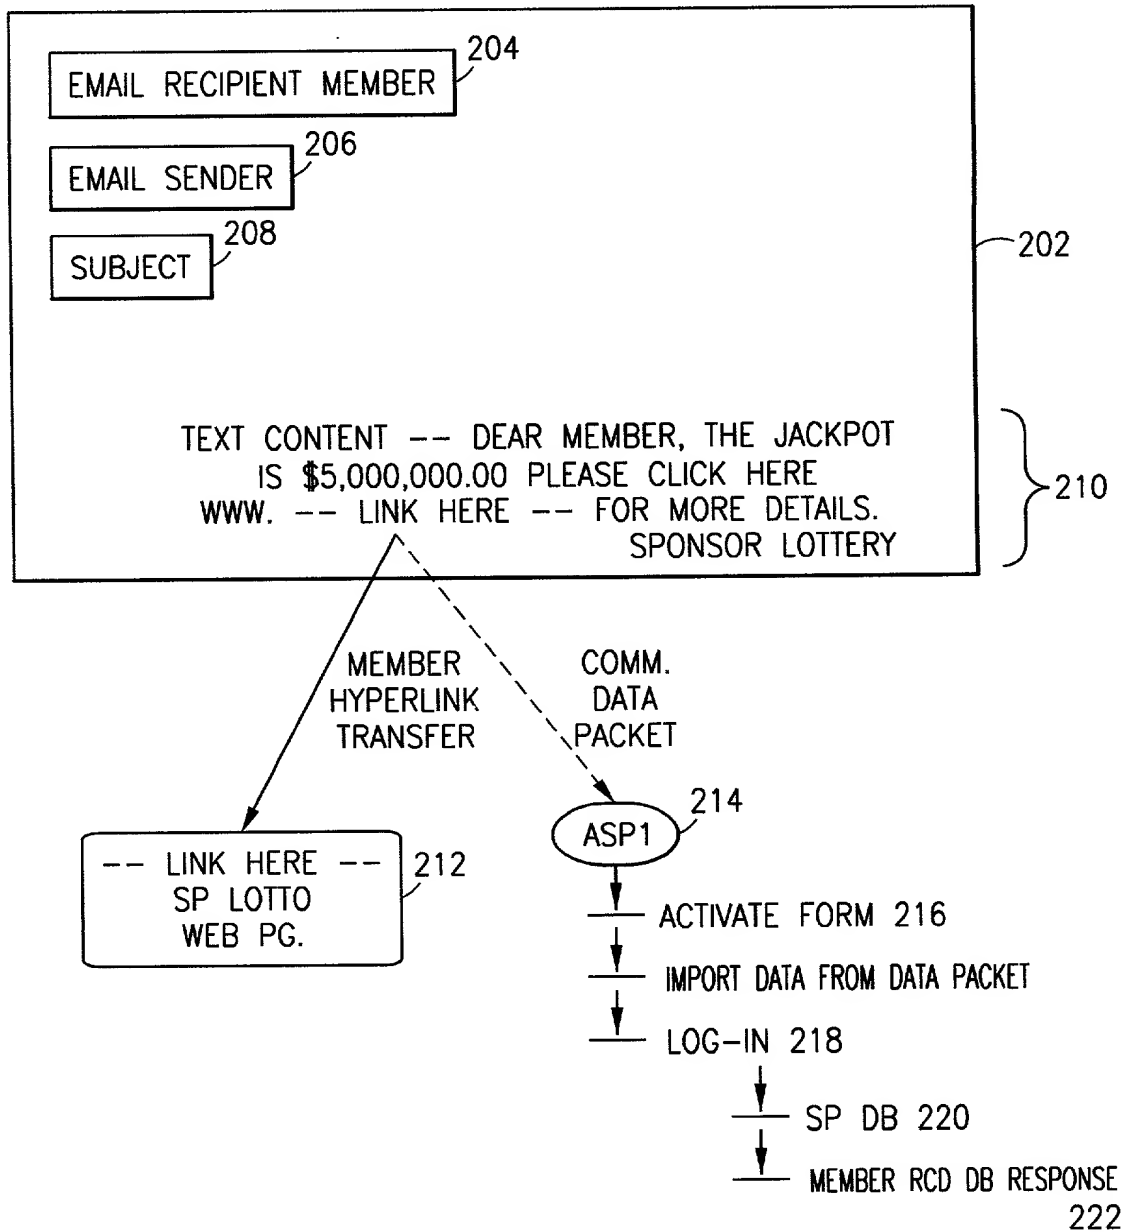 EMAIL RECIPIENT MEMBER
204
EMAIL SENDER
206
SUBJECT
208
202
TEXT CONTENT -- DEAR MEMBER, THE JACKPOT
IS $5,000,000.00 PLEASE CLICK HERE
WWW. -- LINK HERE -- FOR MORE DETAILS.
SPONSOR LOTTERY
210
MEMBER
HYPERLINK
TRANSFER
COMM.
DATA
PACKET
-- LINK HERE --
SP LOTTO
WEB PG.
212
ASP1
214
ACTIVATE FORM 216
IMPORT DATA FROM DATA PACKET
LOG-IN 218
SP DB 220
MEMBER RCD DB RESPONSE
222